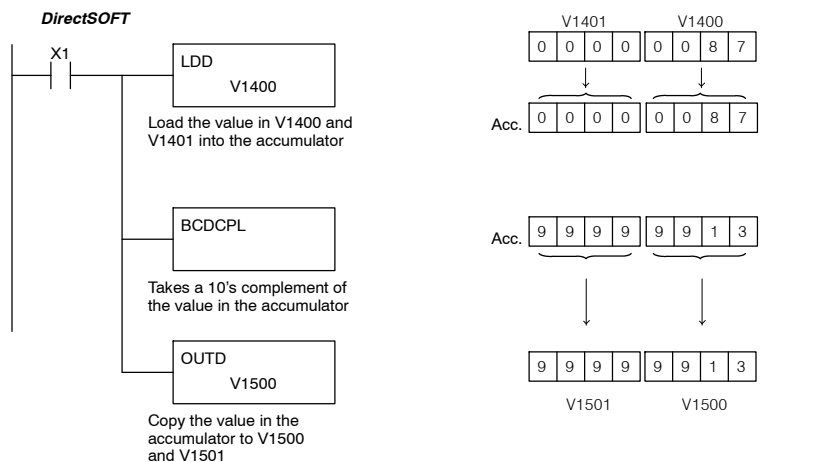 DirectSOFT
X1
LDD
V1400
Load the value in V1400 and
V1401 into the accumulator
BCDCPL
Takes a 10's complement of
the value in the accumulator
OUTD
V1500
Copy the value in the
accumulator to V1500
and V1501
V1401 V1400
0 0 0 0 0 0 8 7
Acc. 0 0 0 0 0 0 8 7
Acc. 9 9 9 9 9 9 1 3
9 9 9 9 9 9 1 3
V1501 V1500